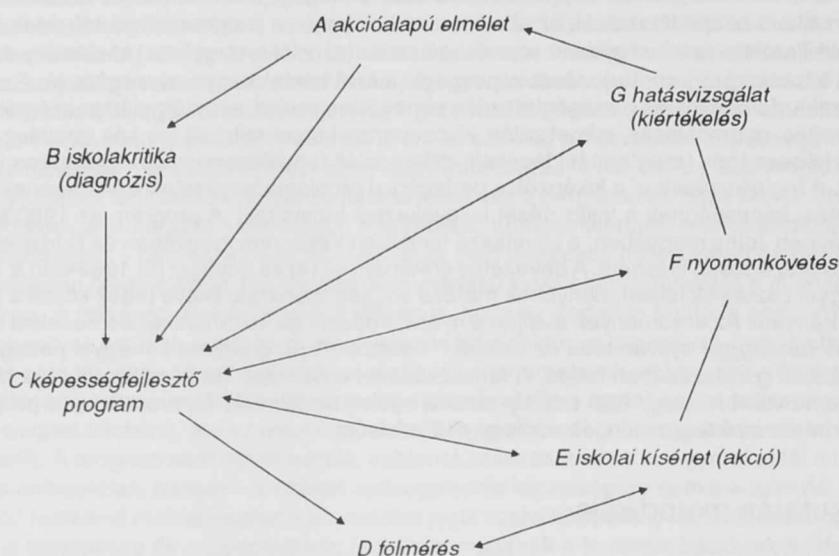 A akcióalapú elmélet
G hatásvizsgálat
(kiértékelés)
B iskolakritika
(diagnózis)
F nyomonkövetés
C képességfejlesztő
program
E iskolai kísérlet (akció)
D fölmérés